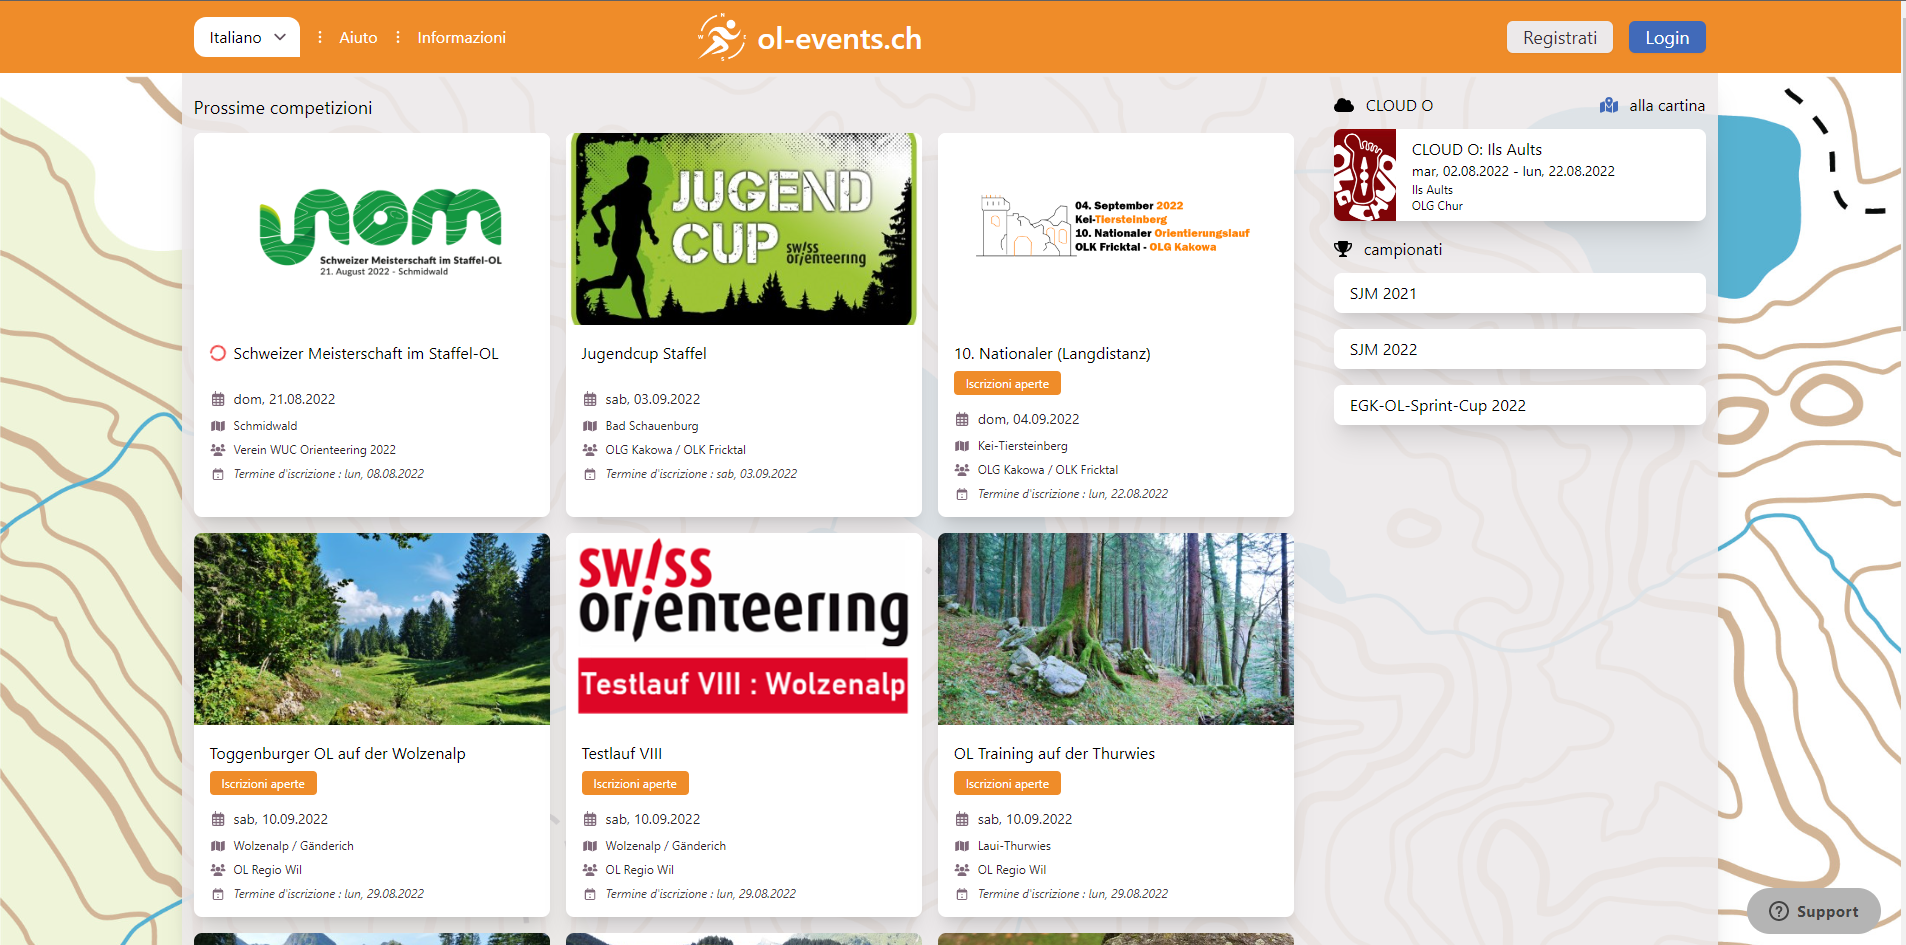 Italiano
Aiuto
Informazioni
ol-events.ch
Registrati
Login
Prossime competizioni
nom
Schweizer Meisterschaft im Staffel-OL
21. August 2022 - Schmidwald
Schweizer Meisterschaft im Staffel-OL
dom, 21.08.2022
Schmidwald
Verein WUC Orienteering 2022
Termine d'iscrizione : lun, 08.08.2022
JUGEND
CUP
sw!ss
orienteering
Jugendcup Staffel
sab, 03.09.2022
Bad Schauenburg
OLG Kakowa / OLK Fricktal
Termine d'iscrizione : sab, 03.09.2022
04. September 2022
Kei-Tiersteinberg
10. Nationaler Orientierungslauf
OLK Fricktal - OLG Kakowa
10. Nationaler (Langdistanz)
Iscrizioni aperte
dom, 04.09.2022
Kei-Tiersteinberg
OLG Kakowa / OLK Fricktal
Termine d'iscrizione : lun, 22.08.2022
Toggenburger OL auf der Wolzenalp
Iscrizioni aperte
sab, 10.09.2022
Wolzenalp / Gänderich
OL Regio Wil
Termine d'iscrizione : lun, 29.08.2022
sw!ss
orienteering
Testlauf VIII : Wolzenalp
Testlauf VIII
Iscrizioni aperte
sab, 10.09.2022
Wolzenalp / Gänderich
OL Regio Wil
Termine d'iscrizione : lun, 29.08.2022
OL Training auf der Thurwies
Iscrizioni aperte
sab, 10.09.2022
Laui-Thurwies
OL Regio Wil
Termine d'iscrizione : lun, 29.08.2022
CLOUD O
alla cartina
CLOUD O: Ils Aults
mar, 02.08.2022 - lun, 22.08.2022
Ils Aults
OLG Chur
campionati
SJM 2021
SJM 2022
EGK-OL-Sprint-Cup 2022
Support